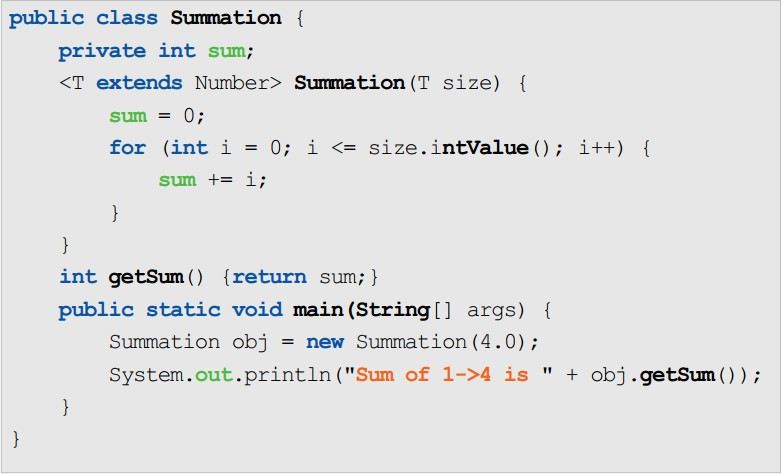 public class Summation {
    private int sum;
    <T extends Number> Summation(T size) {
        sum = 0;
        for (int i = 0; i <= size.intValue(); i++) {
            sum += i;
        }
    }
    int getSum() {return sum;}
    public static void main(String[] args) {
        Summation obj = new Summation(4.0);
        System.out.println("Sum of 1->4 is " + obj.getSum());
    }
}